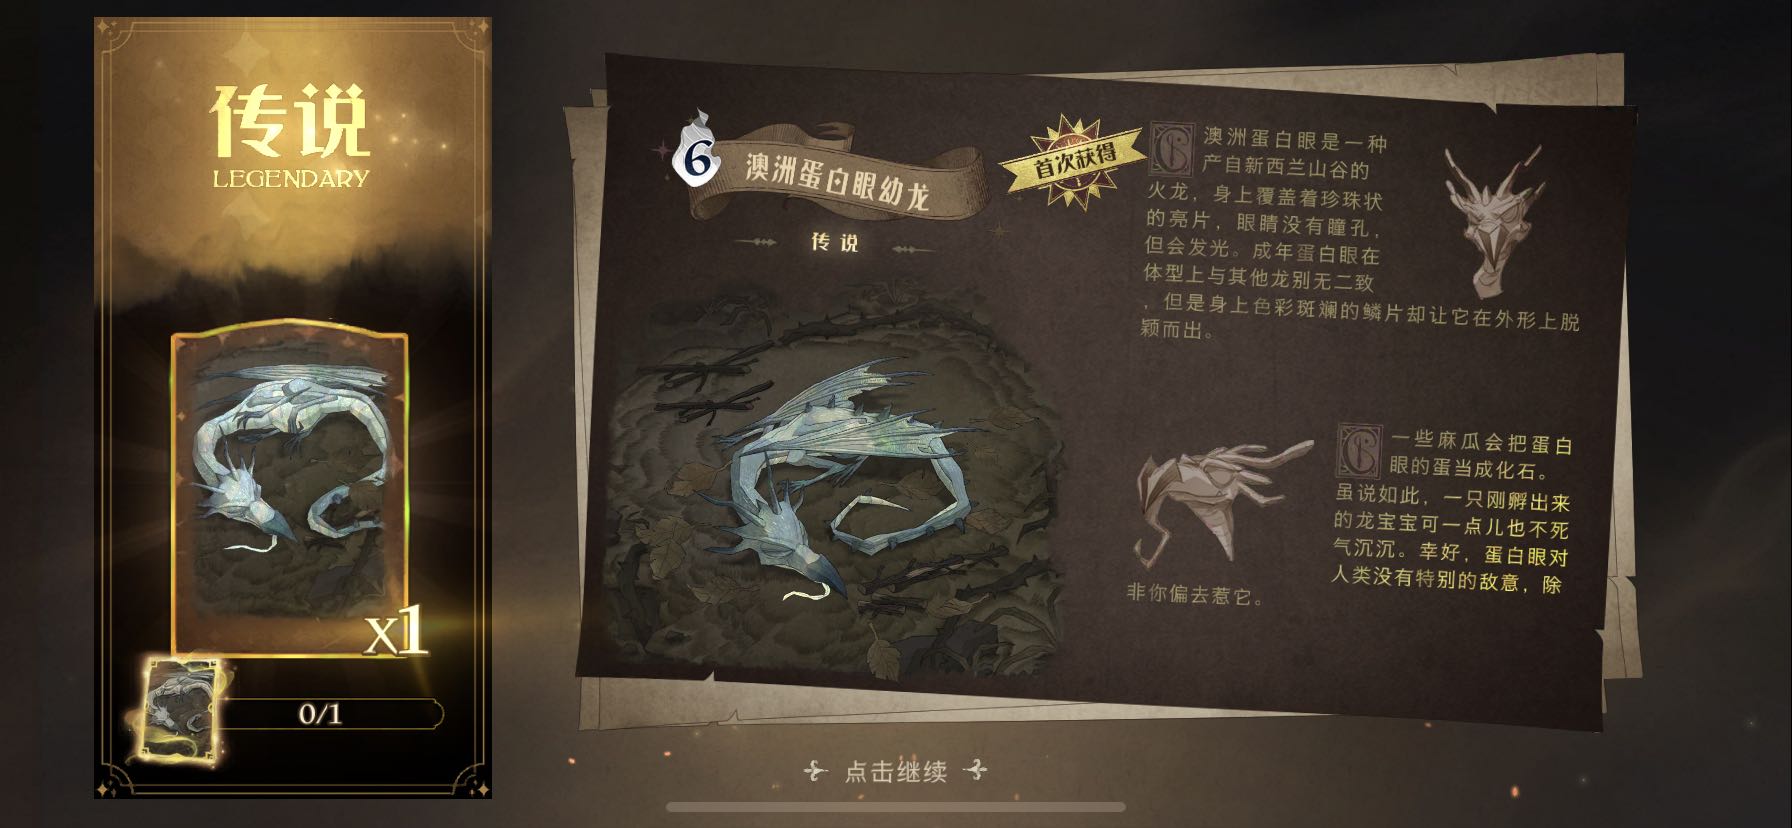 传说
LEGENDARY
x1
0/1
6
澳洲蛋白眼幼龙
传说
首次获得
澳洲蛋白眼是一种
产自新西兰山谷的
火龙，身上覆盖着珍珠状
的亮片，眼睛没有瞳孔，
但会发光。成年蛋白眼在
体型上与其他龙别无二致
，但是身上色彩斑斓的鳞片却让它在外形上脱
颖而出。
一些麻瓜会把蛋白
眼的蛋当成化石。
虽说如此，一只刚孵出来
的龙宝宝可一点儿也不死
气沉沉。幸好，蛋白眼对
人类没有特别的敌意，除
非你偏去惹它。
点击继续